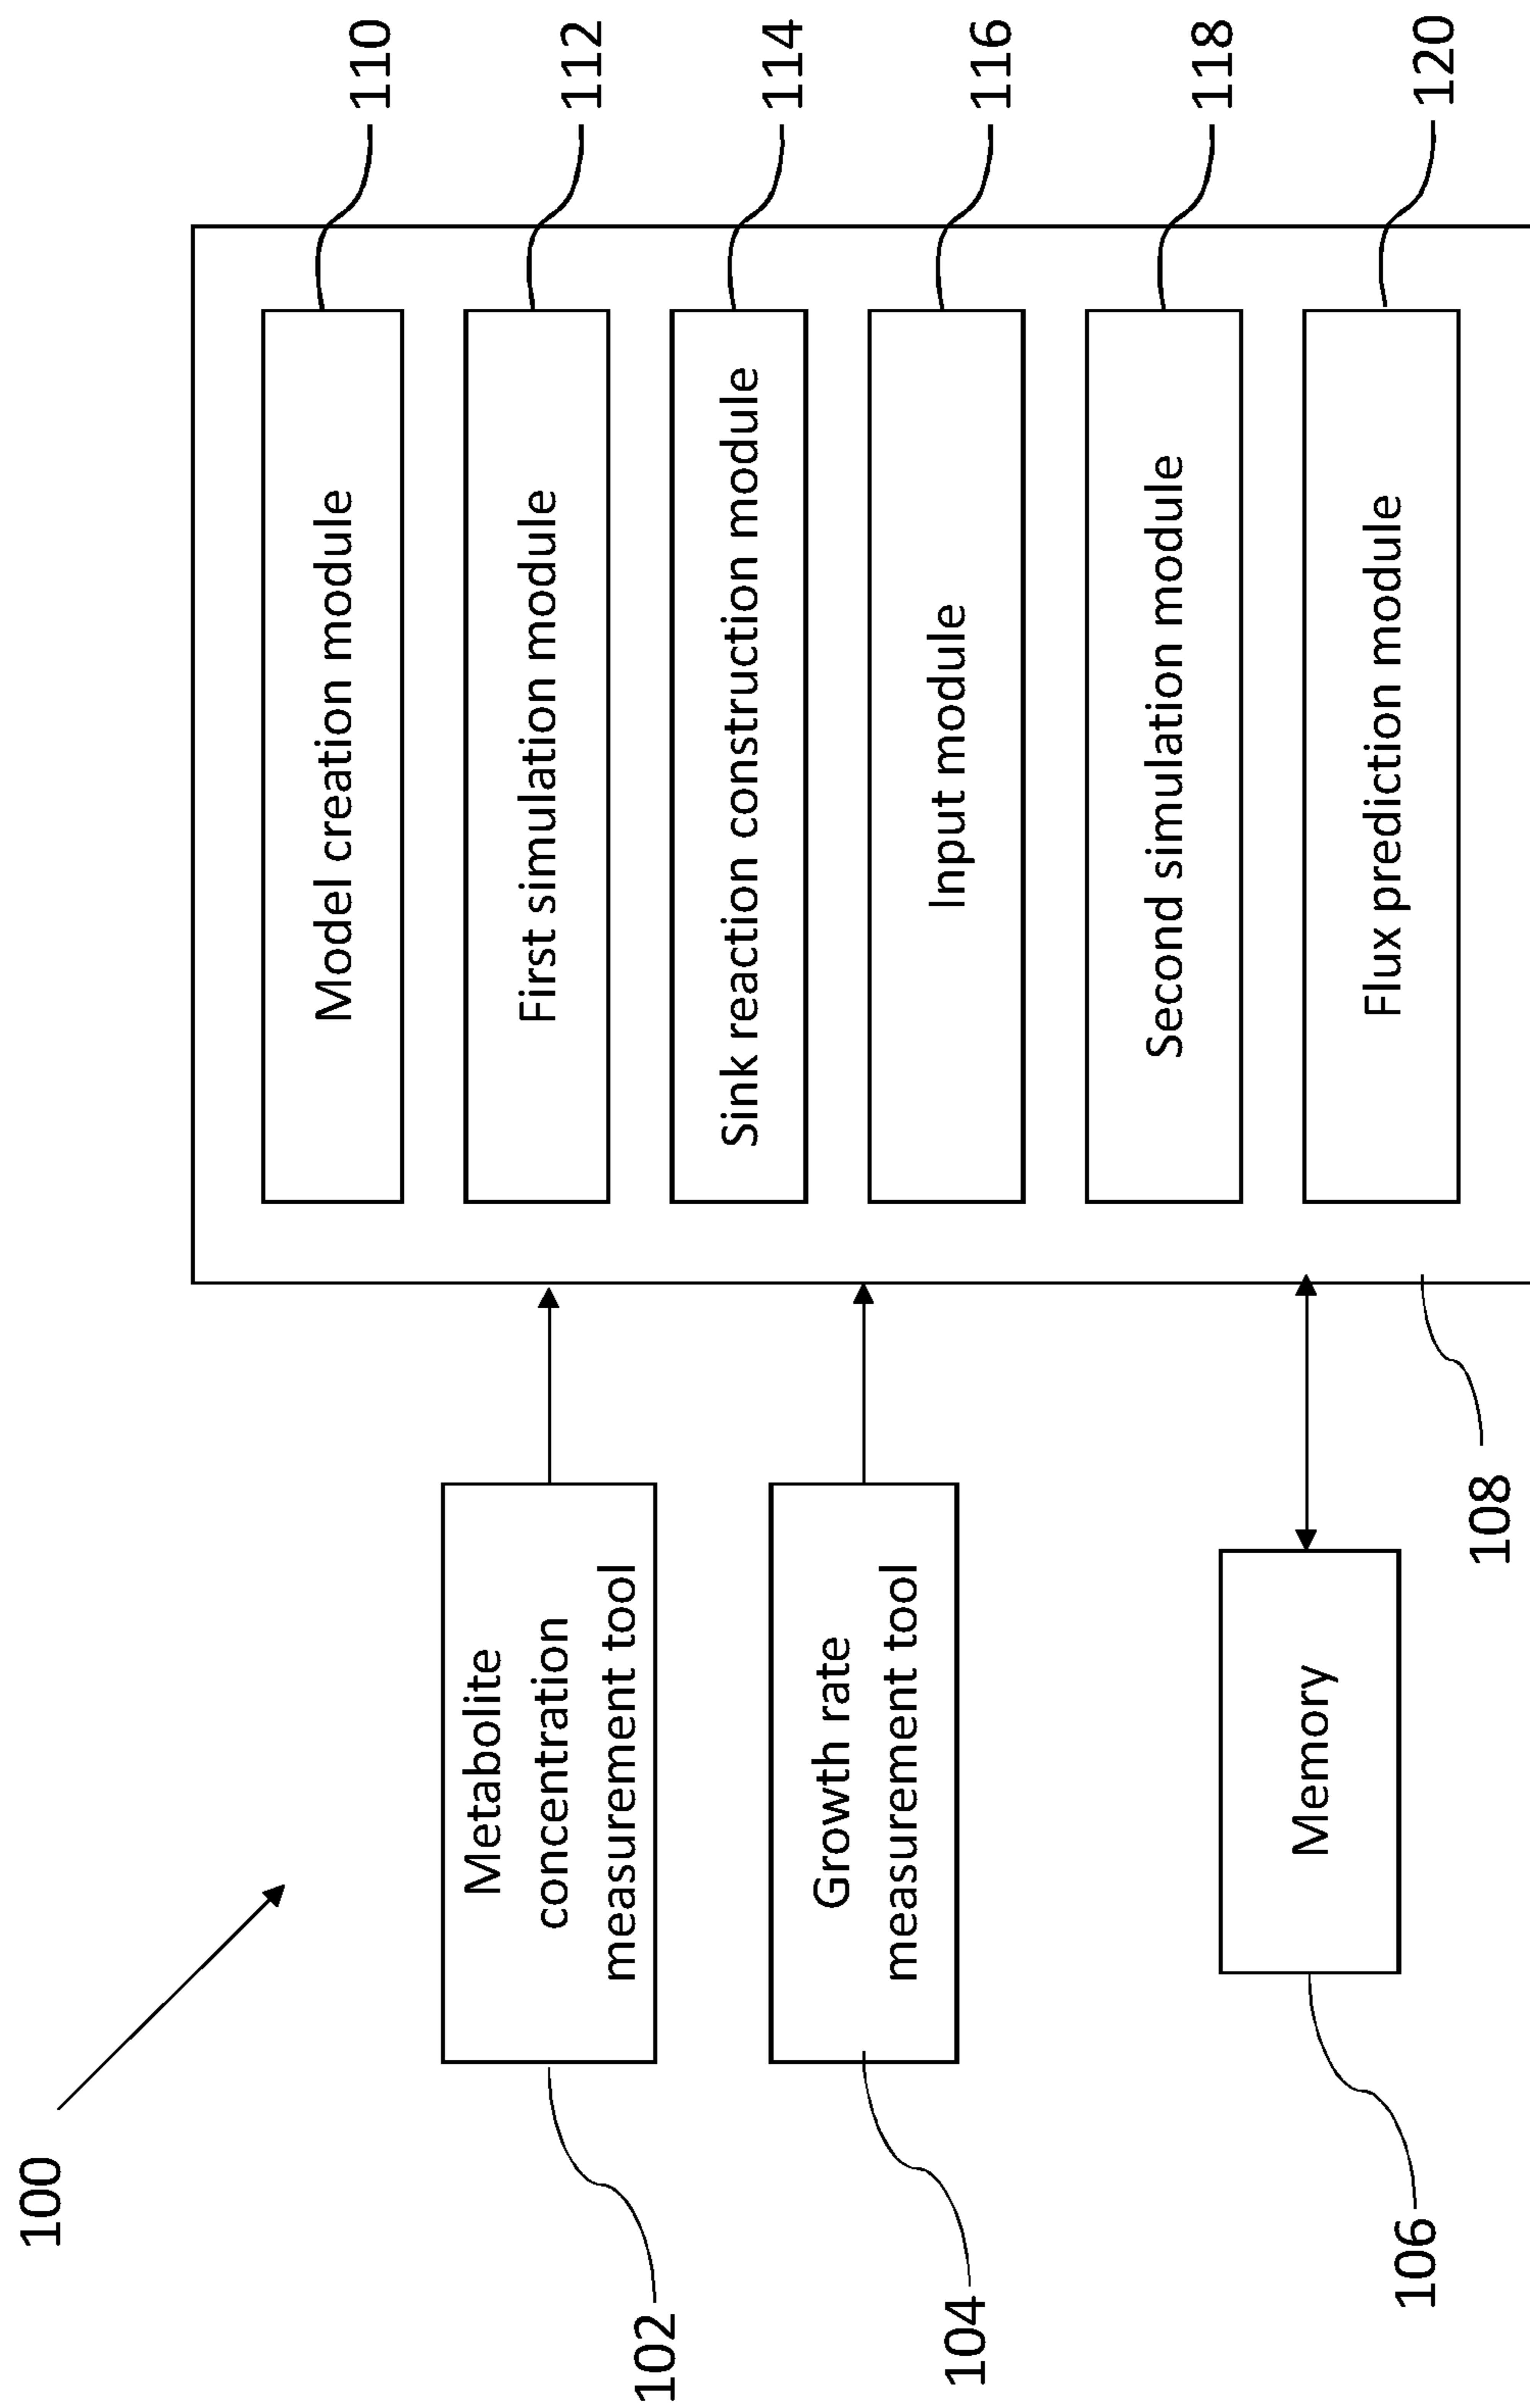 100
Metabolite
concentration
measurement tool
102
Growth rate
measurement tool
104
Memory
106
108
Model creation module
110
First simulation module
112
Sink reaction construction module
114
Input module
116
Second simulation module
118
Flux prediction module
120